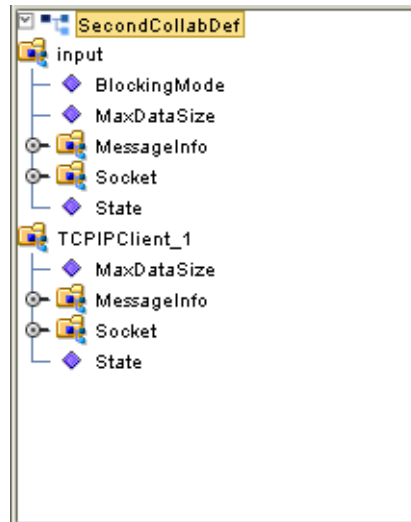 SecondCollabDef
input
BlockingMode
MaxDataSize
MessageInfo
Socket
State
TCPIPClient_1
MaxDataSize
MessageInfo
Socket
State